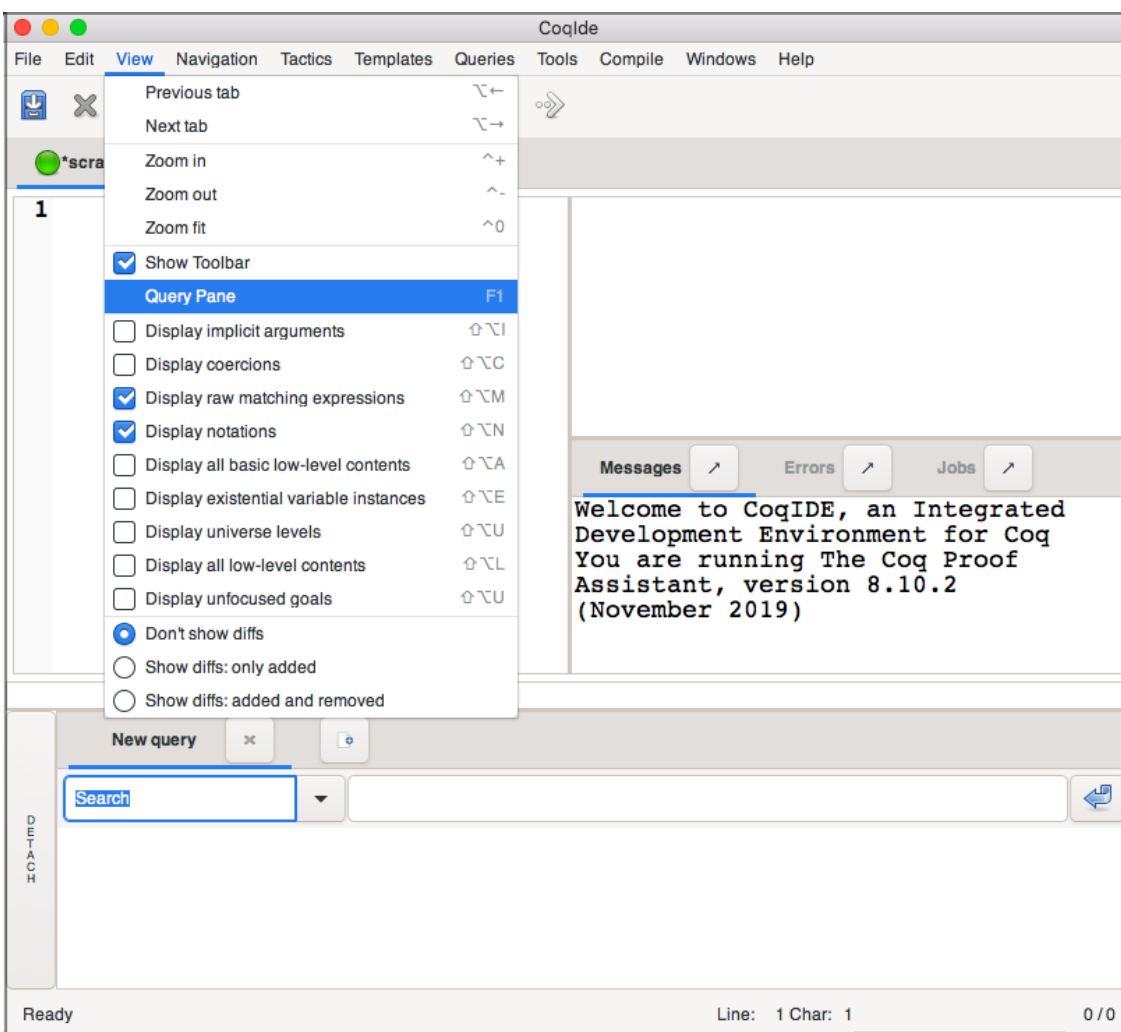 CoqIde
File Edit View Navigation Tactics Templates Queries Tools Compile Windows Help
*scra
1
Previous tab ⌥←
Next tab ⌥→
Zoom in ^+
Zoom out ^-
Zoom fit ^0
Show Toolbar
Query Pane F1
Display implicit arguments ⇧⌥I
Display coercions ⇧⌥C
Display raw matching expressions ⇧⌥M
Display notations ⇧⌥N
Display all basic low-level contents ⇧⌥A
Display existential variable instances ⇧⌥E
Display universe levels ⇧⌥U
Display all low-level contents ⇧⌥L
Display unfocused goals ⇧⌥U
Don't show diffs
Show diffs: only added
Show diffs: added and removed
Messages ↗ Errors ↗ Jobs ↗
Welcome to CoqIDE, an Integrated
Development Environment for Coq
You are running The Coq Proof
Assistant, version 8.10.2
(November 2019)
New query
Search
DETACH
Ready Line: 1 Char: 1 0 / 0